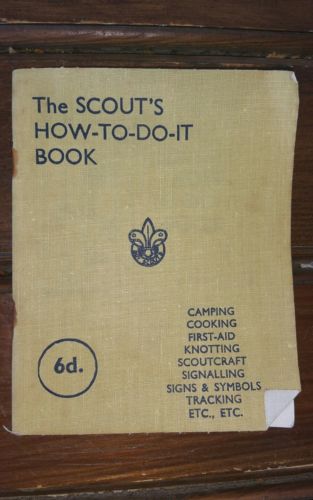 The SCOUT'S
HOW-TO-DO-IT
BOOK
CAMPING
COOKING
FIRST-AID
KNOTTING
SCOUTCRAFT
SIGNALLING
SIGNS & SYMBOLS
TRACKING
ETC., ETC.
6d.